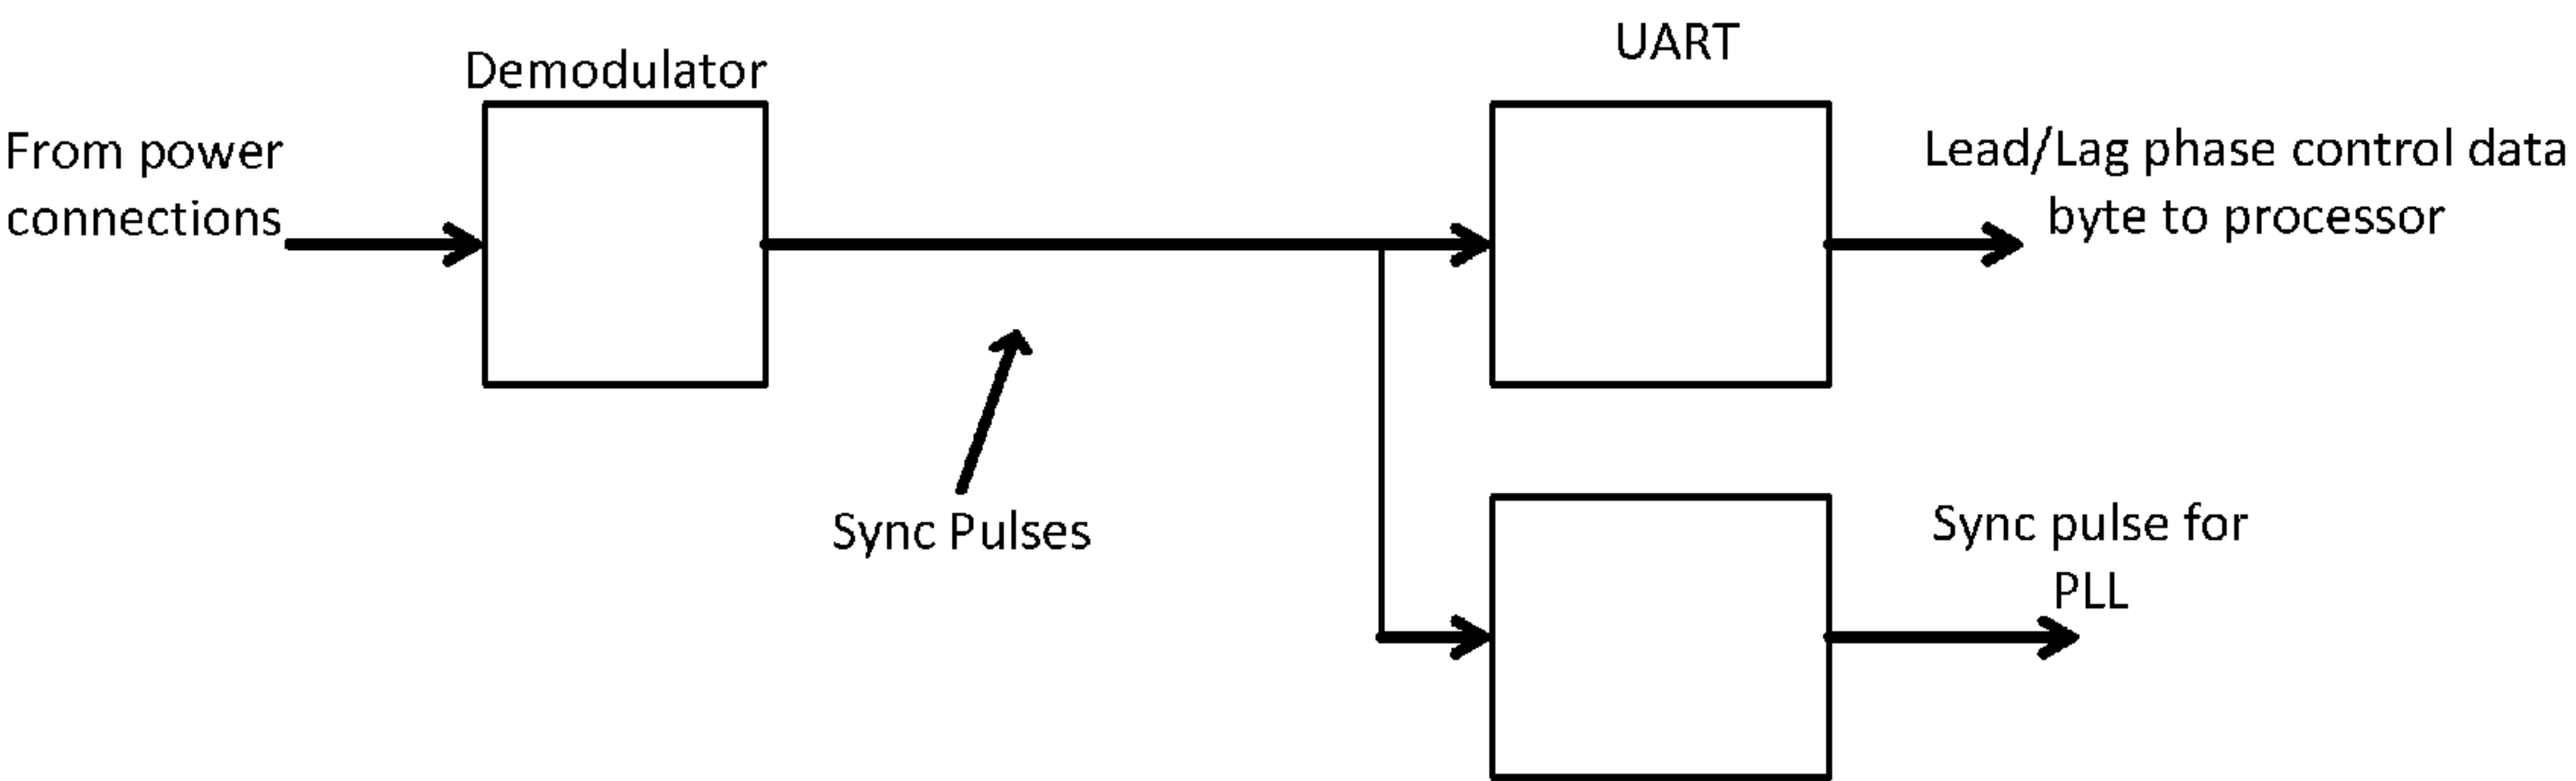 UART
Demodulator
From power
connections
Lead/Lag phase control data
byte to processor
Sync Pulses
Sync pulse for
PLL